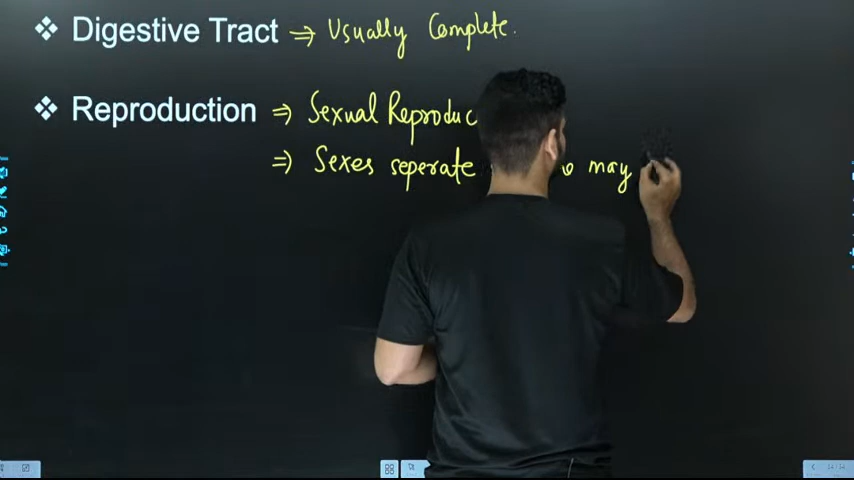 ❖ Digestive Tract ⇒ Usually Complete.
❖ Reproduction ⇒ Sexual Reproduc
⇒ Sexes seperate may